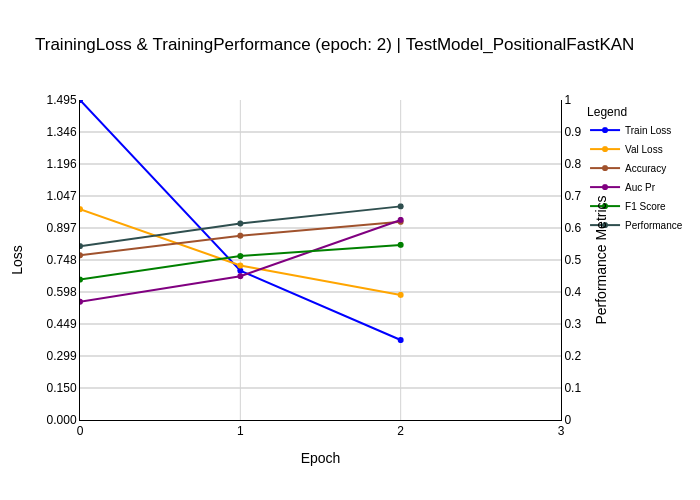 TrainingLoss & TrainingPerformance (epoch: 2) | TestModel_PositionalFastKAN
1.495
1.346
1.196
1.047
0.897
0.748
0.598
0.449
0.299
0.150
0.000
Loss
0
1
2
3
Epoch
1
0.9
0.8
0.7
0.6
0.5
0.4
0.3
0.2
0.1
0
Performance Metrics
Legend
Train Loss
Val Loss
Accuracy
Auc Pr
F1 Score
Performance